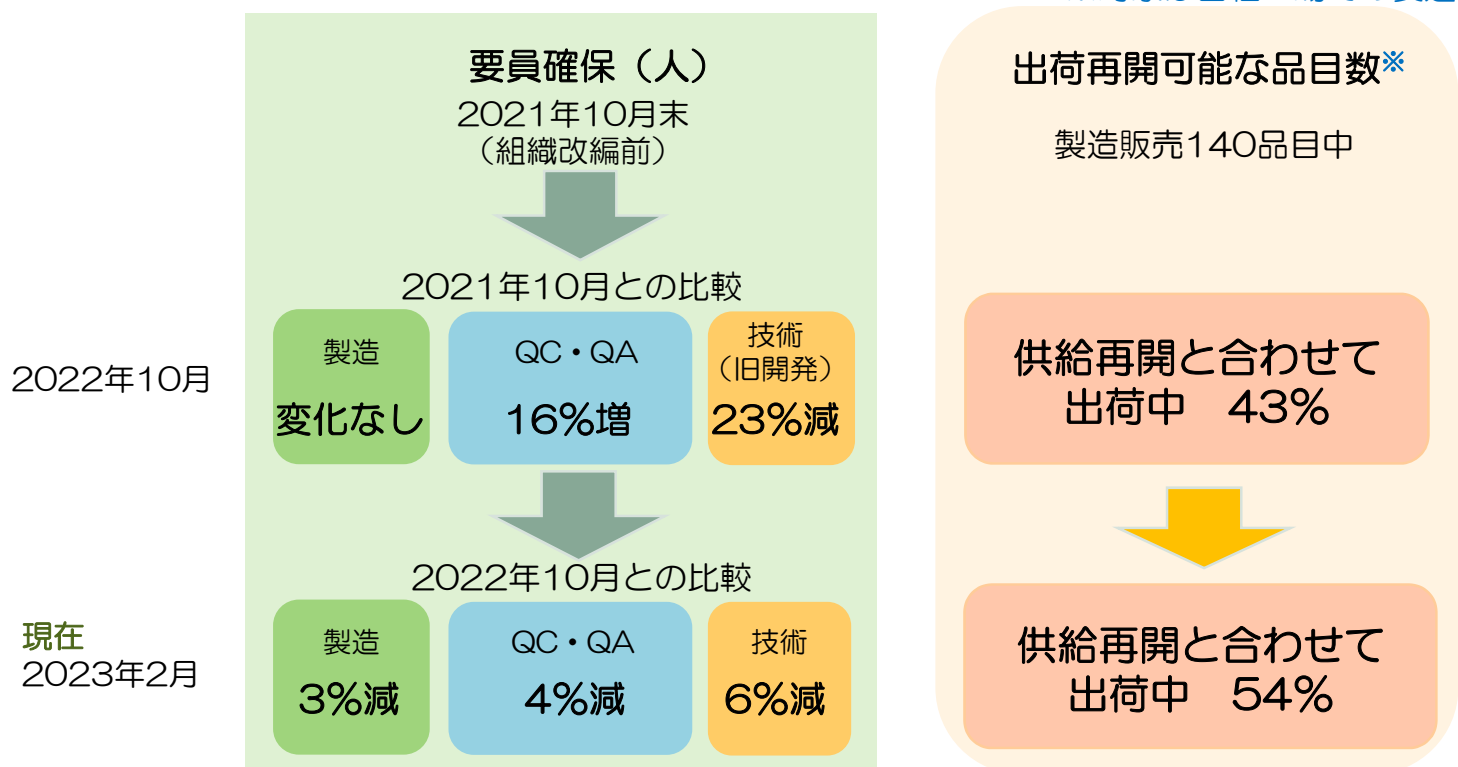 要員確保（人）
2021年10月末
（組織改編前）
2021年10月との比較
2022年10月
製造
変化なし
QC・QA
16%増
技術
（旧開発）
23%減
2022年10月との比較
現在
2023年2月
製造
3%減
QC・QA
4%減
技術
6%減
出荷再開可能な品目数※
製造販売140品目中
供給再開と合わせて
出荷中　43%
供給再開と合わせて
出荷中　54%